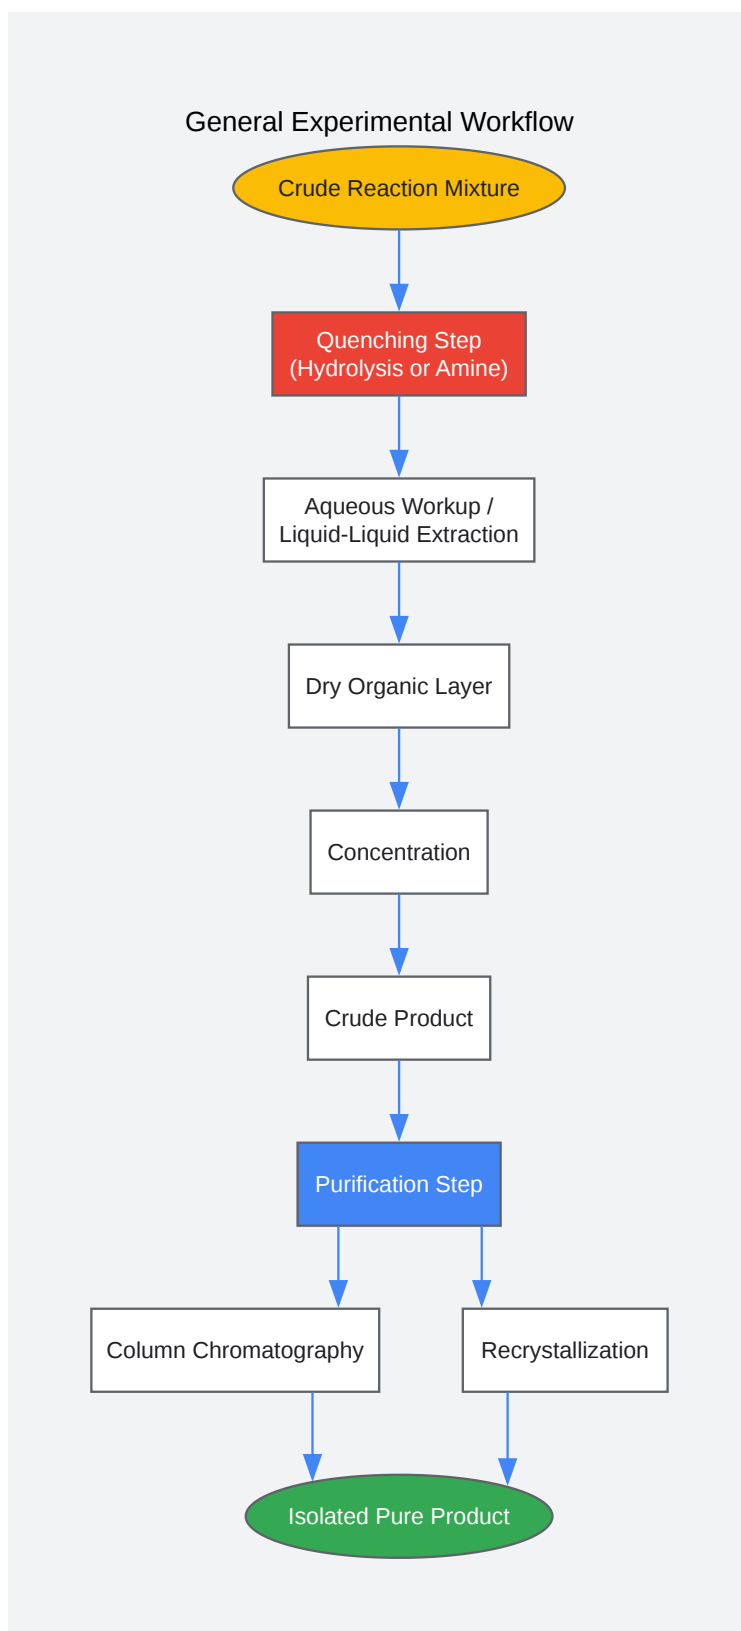 General Experimental Workflow
Crude Reaction Mixture
Quenching Step
(Hydrolysis or Amine)
Aqueous Workup /
Liquid-Liquid Extraction
Dry Organic Layer
Concentration
Crude Product
Purification Step
Column Chromatography
Recrystallization
Isolated Pure Product